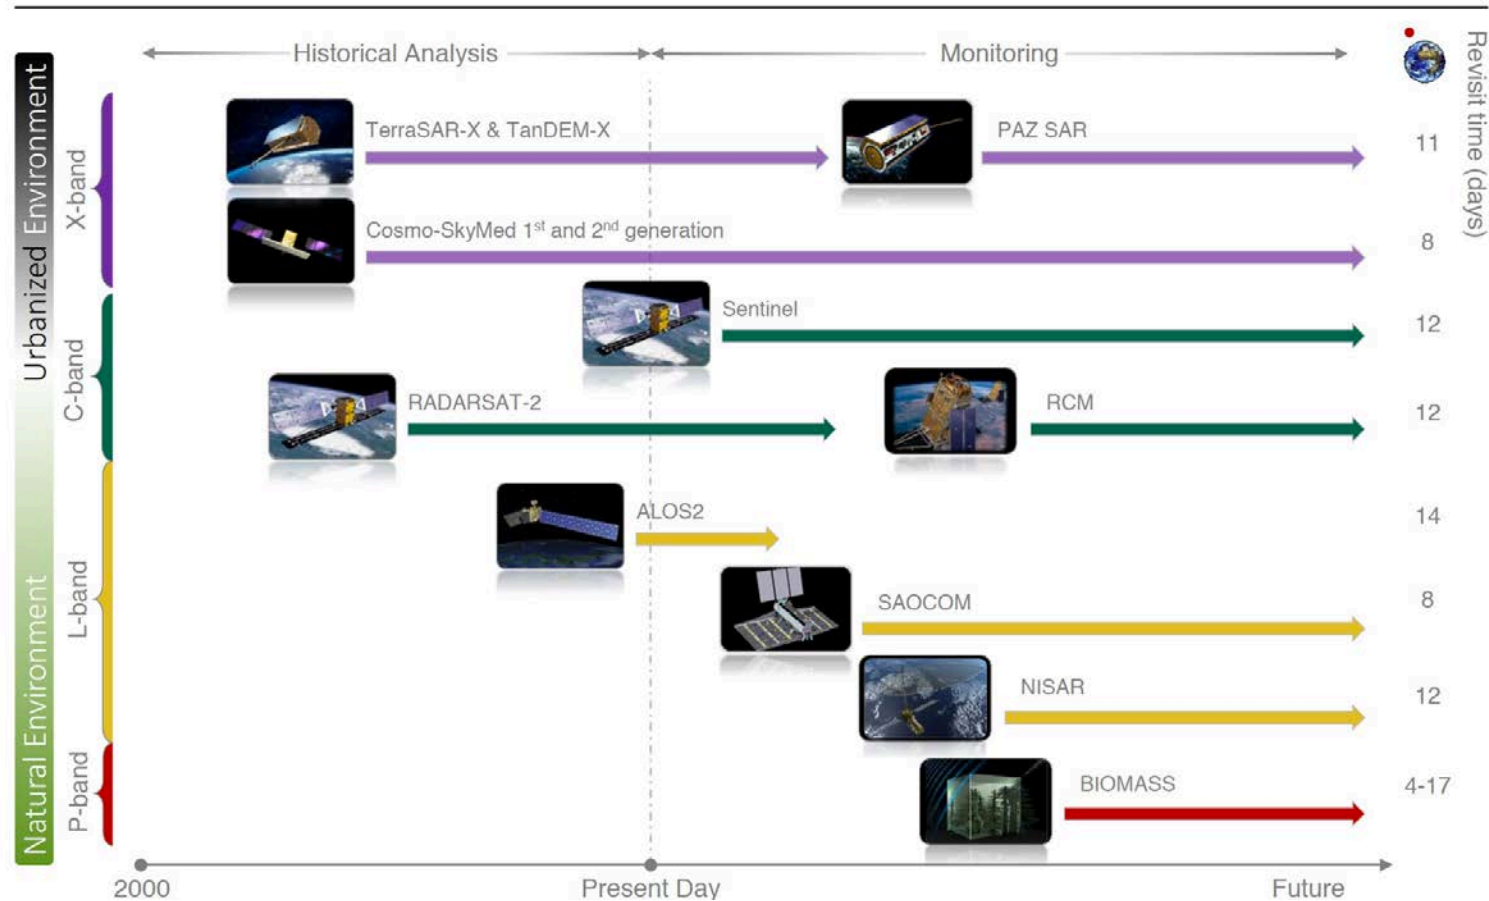 Historical Analysis
Monitoring
Revisit time (days)
Urbanized Environment
Natural Environment
X-band
TerraSAR-X & TanDEM-X
PAZ SAR
11
Cosmo-SkyMed 1st and 2nd generation
8
C-band
Sentinel
12
RADARSAT-2
RCM
12
L-band
ALOS2
14
SAOCOM
8
NISAR
12
P-band
BIOMASS
4-17
2000
Present Day
Future